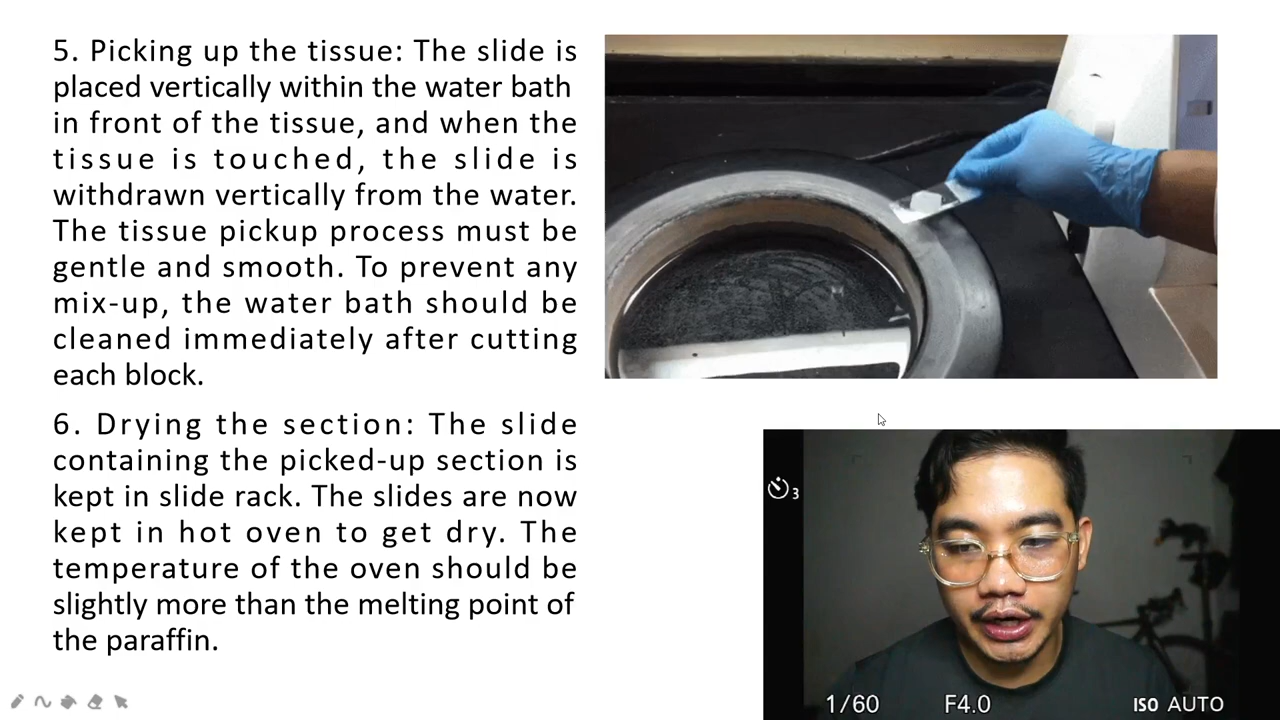 5. Picking up the tissue: The slide is
placed vertically within the water bath
in front of the tissue, and when the
tissue is touched, the slide is
withdrawn vertically from the water.
The tissue pickup process must be
gentle and smooth. To prevent any
mix-up, the water bath should be
cleaned immediately after cutting
each block.
6. Drying the section: The slide
containing the picked-up section is
kept in slide rack. The slides are now
kept in hot oven to get dry. The
temperature of the oven should be
slightly more than the melting point of
the paraffin.
3
1/60 F4.0 ISO AUTO